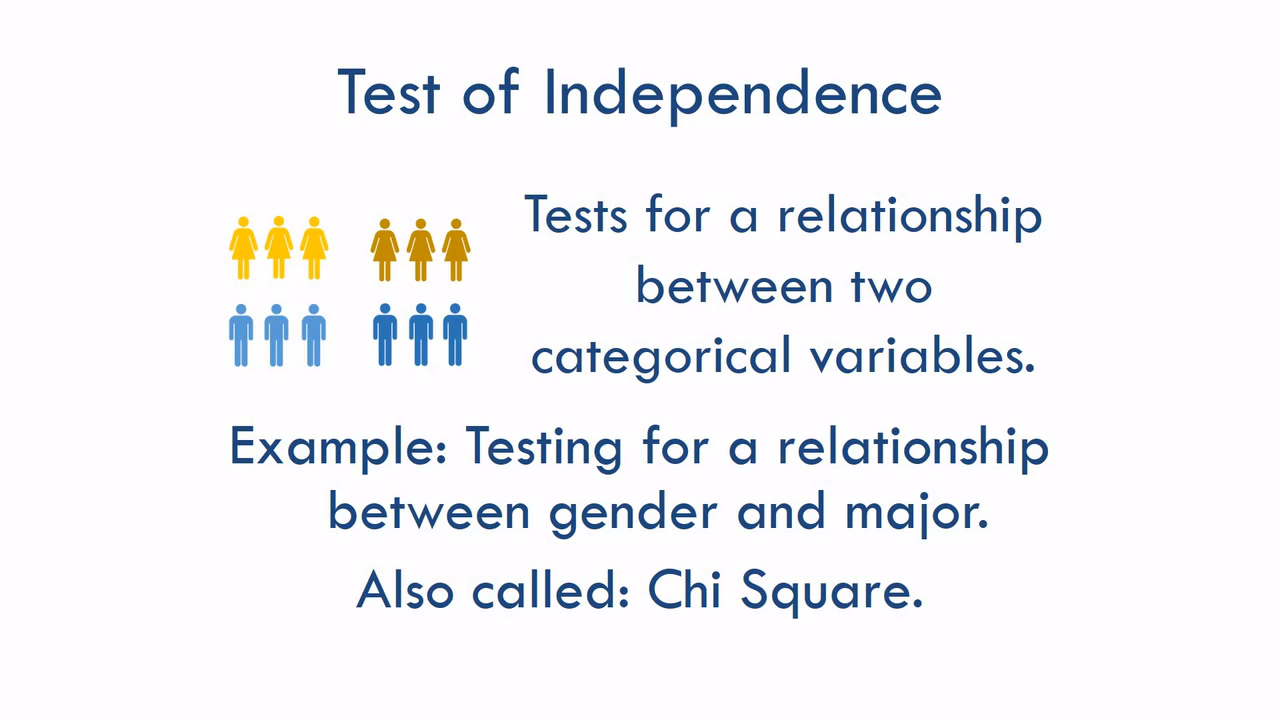 Test of Independence
Tests for a relationship
between two
categorical variables.
Example: Testing for a relationship
between gender and major.
Also called: Chi Square.